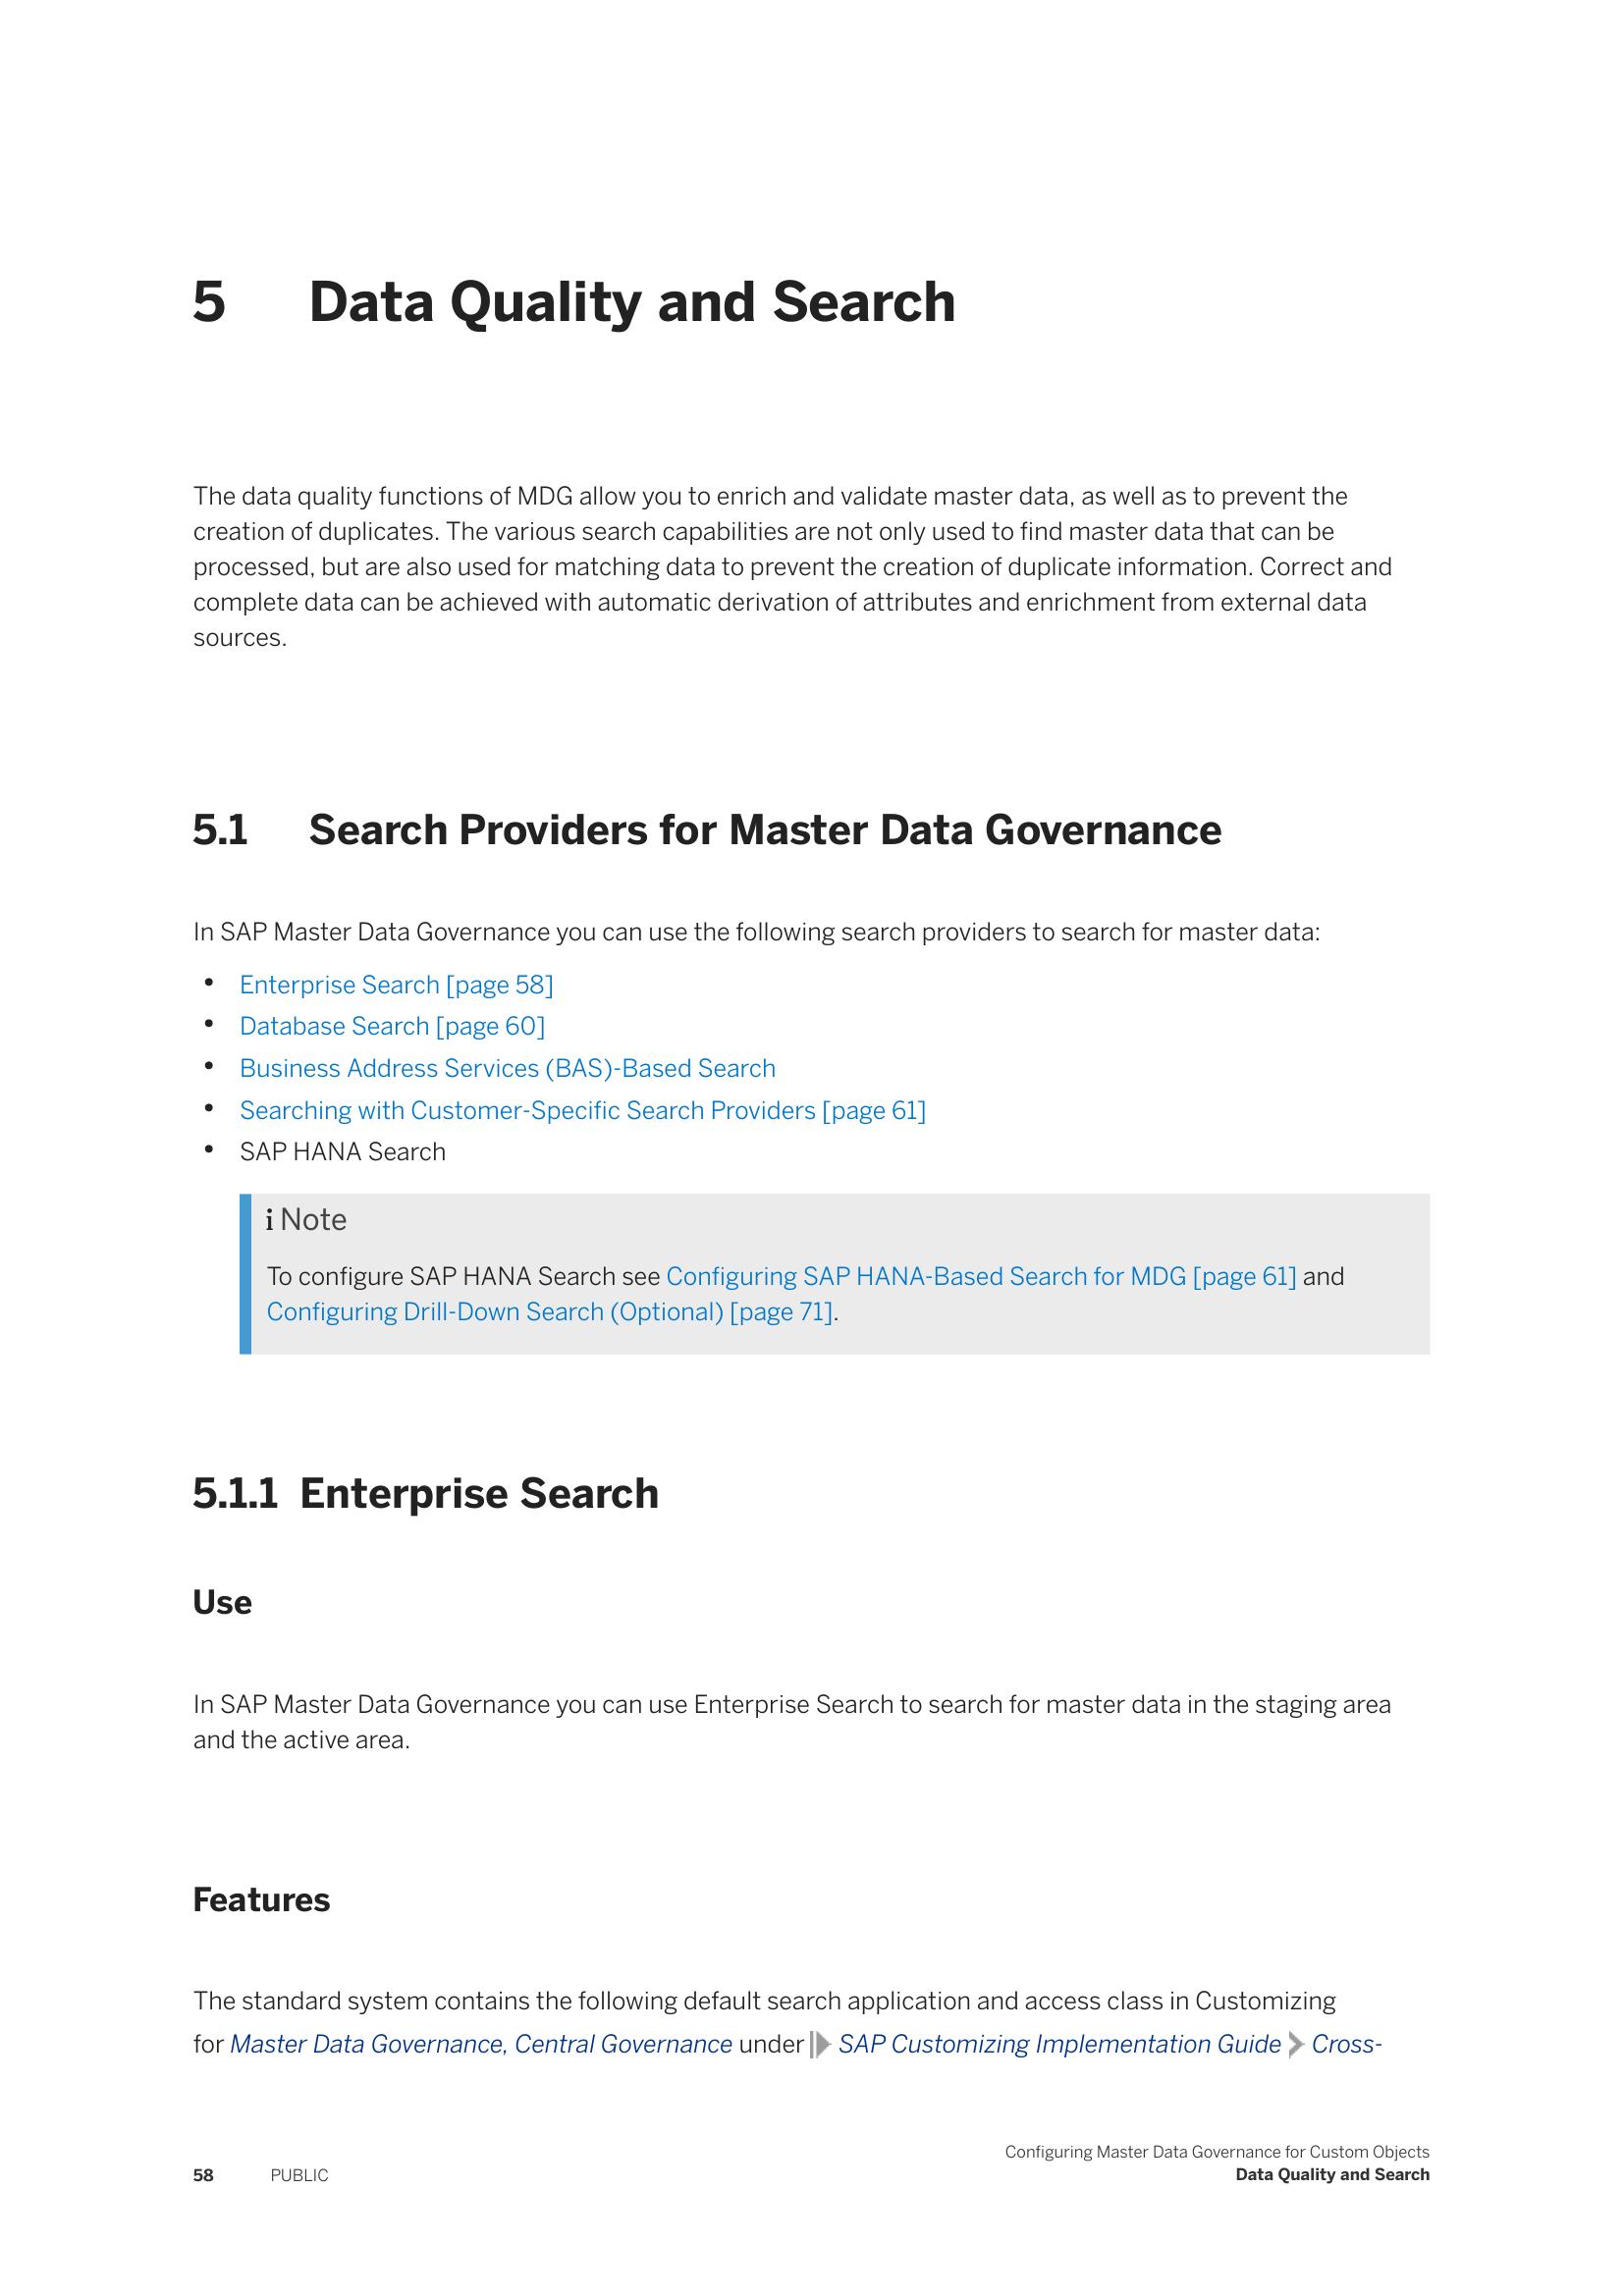 5 Data Quality and Search
The data quality functions of MDG allow you to enrich and validate master data, as well as to prevent the
creation of duplicates. The various search capabilities are not only used to find master data that can be
processed, but are also used for matching data to prevent the creation of duplicate information. Correct and
complete data can be achieved with automatic derivation of attributes and enrichment from external data
sources.
5.1 Search Providers for Master Data Governance
In SAP Master Data Governance you can use the following search providers to search for master data:
• Enterprise Search [page 58]
• Database Search [page 60]
• Business Address Services (BAS)-Based Search
• Searching with Customer-Specific Search Providers [page 61]
• SAP HANA Search
i Note
To configure SAP HANA Search see Configuring SAP HANA-Based Search for MDG [page 61] and
Configuring Drill-Down Search (Optional) [page 71].
5.1.1 Enterprise Search
Use
In SAP Master Data Governance you can use Enterprise Search to search for master data in the staging area
and the active area.
Features
The standard system contains the following default search application and access class in Customizing
for Master Data Governance, Central Governance under SAP Customizing Implementation Guide Cross-
Configuring Master Data Governance for Custom Objects
58 PUBLIC Data Quality and Search